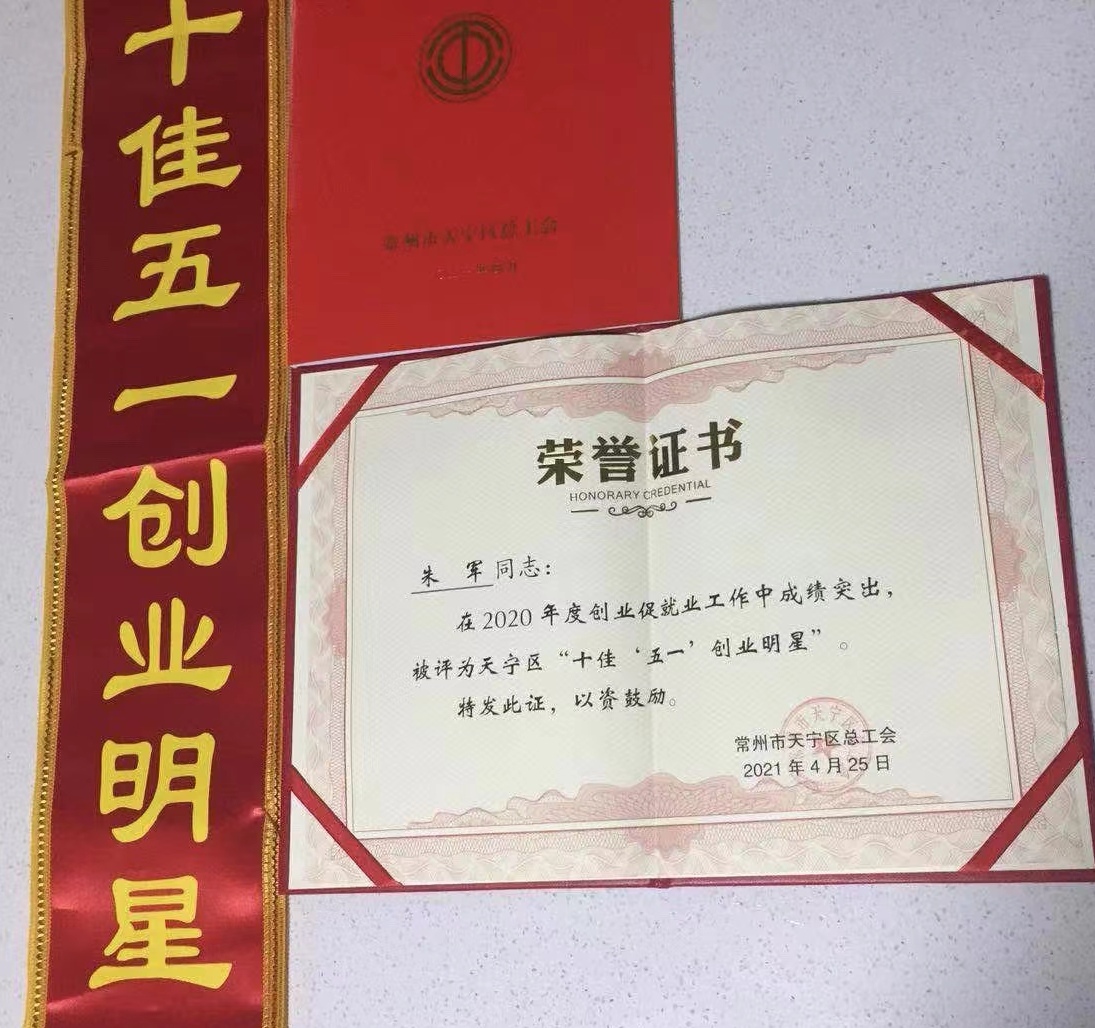 十佳五一创业明星
常州市天宁区总工会
荣誉证书
HONORARY CREDENTIAL
朱 军同志：
在2020年度创业促就业工作中成绩突出，
被评为天宁区“十佳‘五一’创业明星”。
特发此证，以资鼓励。
常州市天宁区总工会
2021年4月25日